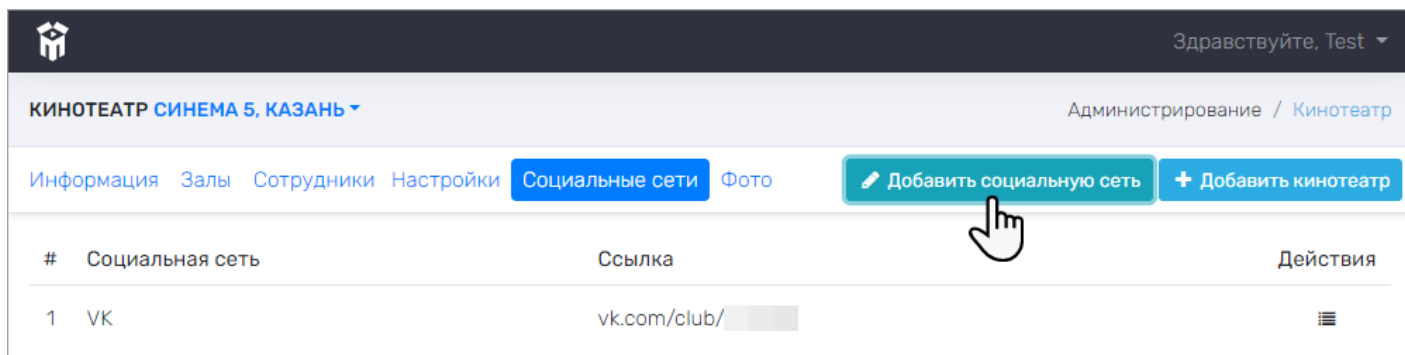 Здравствуйте, Test
КИНОТЕАТР СИНЕМА 5, КАЗАНЬ
Администрирование / Кинотеатр
Информация Залы Сотрудники Настройки Социальные сети Фото Добавить социальную сеть + Добавить кинотеатр
# Социальная сеть Ссылка Действия
1 VK vk.com/club/